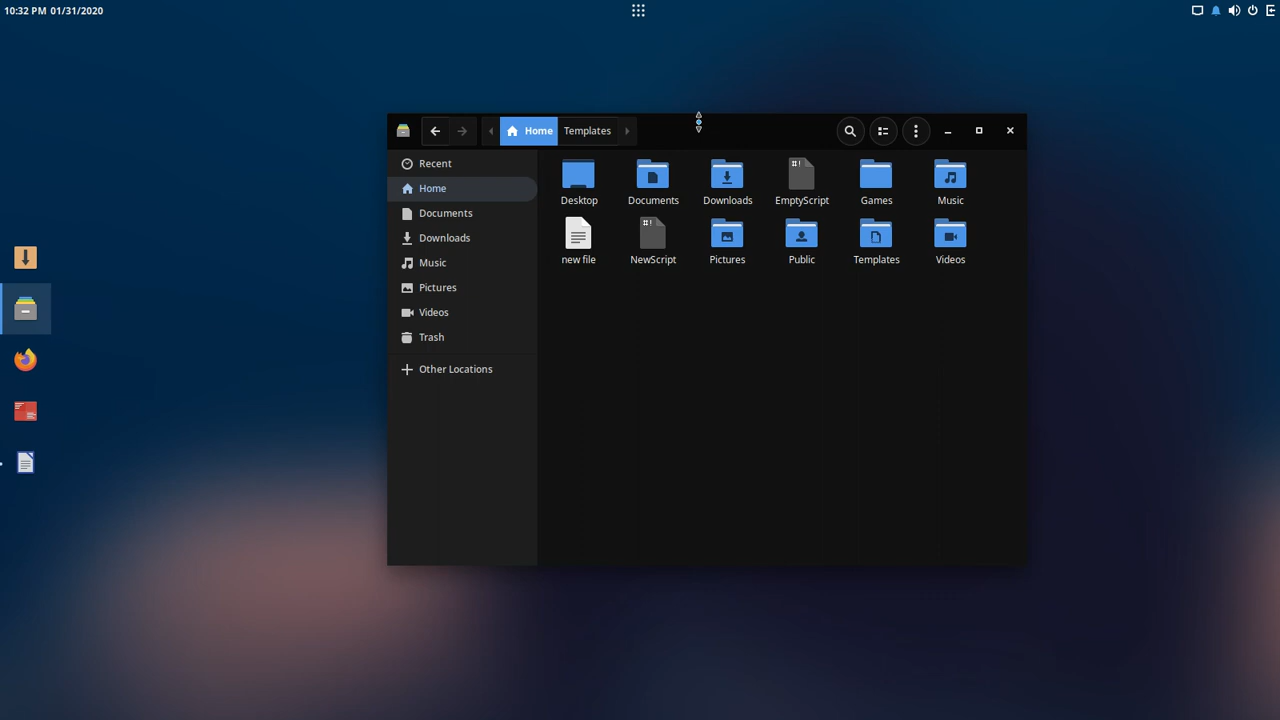 10:32 PM 01/31/2020
Home Templates
Recent
Home
Documents
Downloads
Music
Pictures
Videos
Trash
Other Locations
Desktop Documents Downloads EmptyScript Games Music
new file NewScript Pictures Public Templates Videos